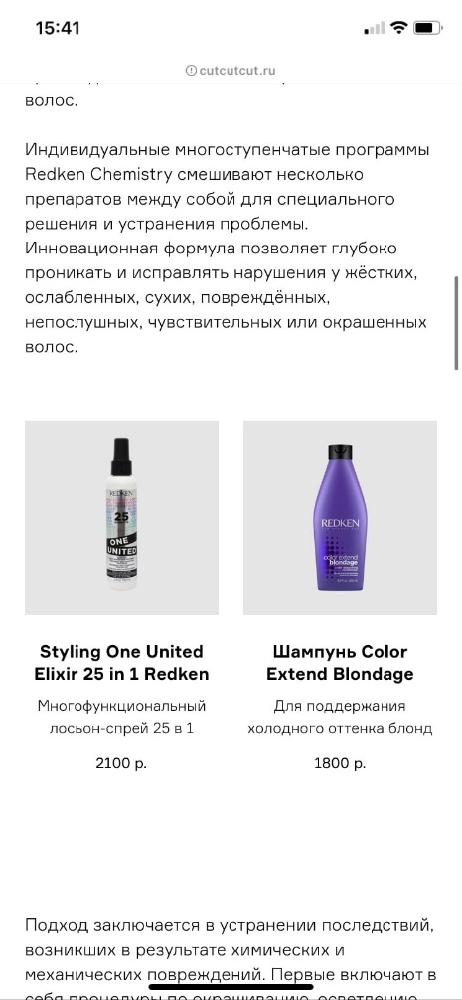 15:41
cutcutcut.ru
волос.
Индивидуальные многоступенчатые программы
Redken Chemistry смешивают несколько
препаратов между собой для специального
решения и устранения проблемы.
Инновационная формула позволяет глубоко
проникать и исправлять нарушения у жёстких,
ослабленных, сухих, повреждённых,
непослушных, чувствительных или окрашенных
волос.
REDKEN
25
ONE
UNITED
REDKEN
color extend
blondage
Styling One United
Elixir 25 in 1 Redken
Многофункциональный
лосьон-спрей 25 в 1
2100 р.
Шампунь Color
Extend Blondage
Для поддержания
холодного оттенка блонд
1800 р.
Подход заключается в устранении последствий,
возникших в результате химических и
механических повреждений. Первые включают в
себя процедуры по окрашиванию, осветлению